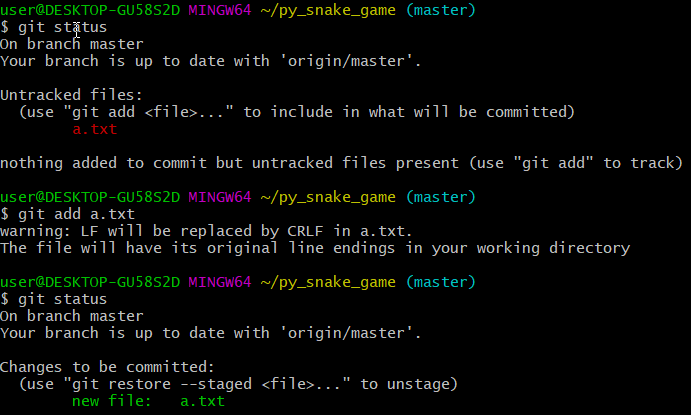 user@DESKTOP-GU58S2D MINGW64 ~/py_snake_game (master)
$ git status
On branch master
Your branch is up to date with 'origin/master'.

Untracked files:
  (use "git add <file>..." to include in what will be committed)
        a.txt

nothing added to commit but untracked files present (use "git add" to track)

user@DESKTOP-GU58S2D MINGW64 ~/py_snake_game (master)
$ git add a.txt
warning: LF will be replaced by CRLF in a.txt.
The file will have its original line endings in your working directory

user@DESKTOP-GU58S2D MINGW64 ~/py_snake_game (master)
$ git status
On branch master
Your branch is up to date with 'origin/master'.

Changes to be committed:
  (use "git restore --staged <file>..." to unstage)
        new file:   a.txt